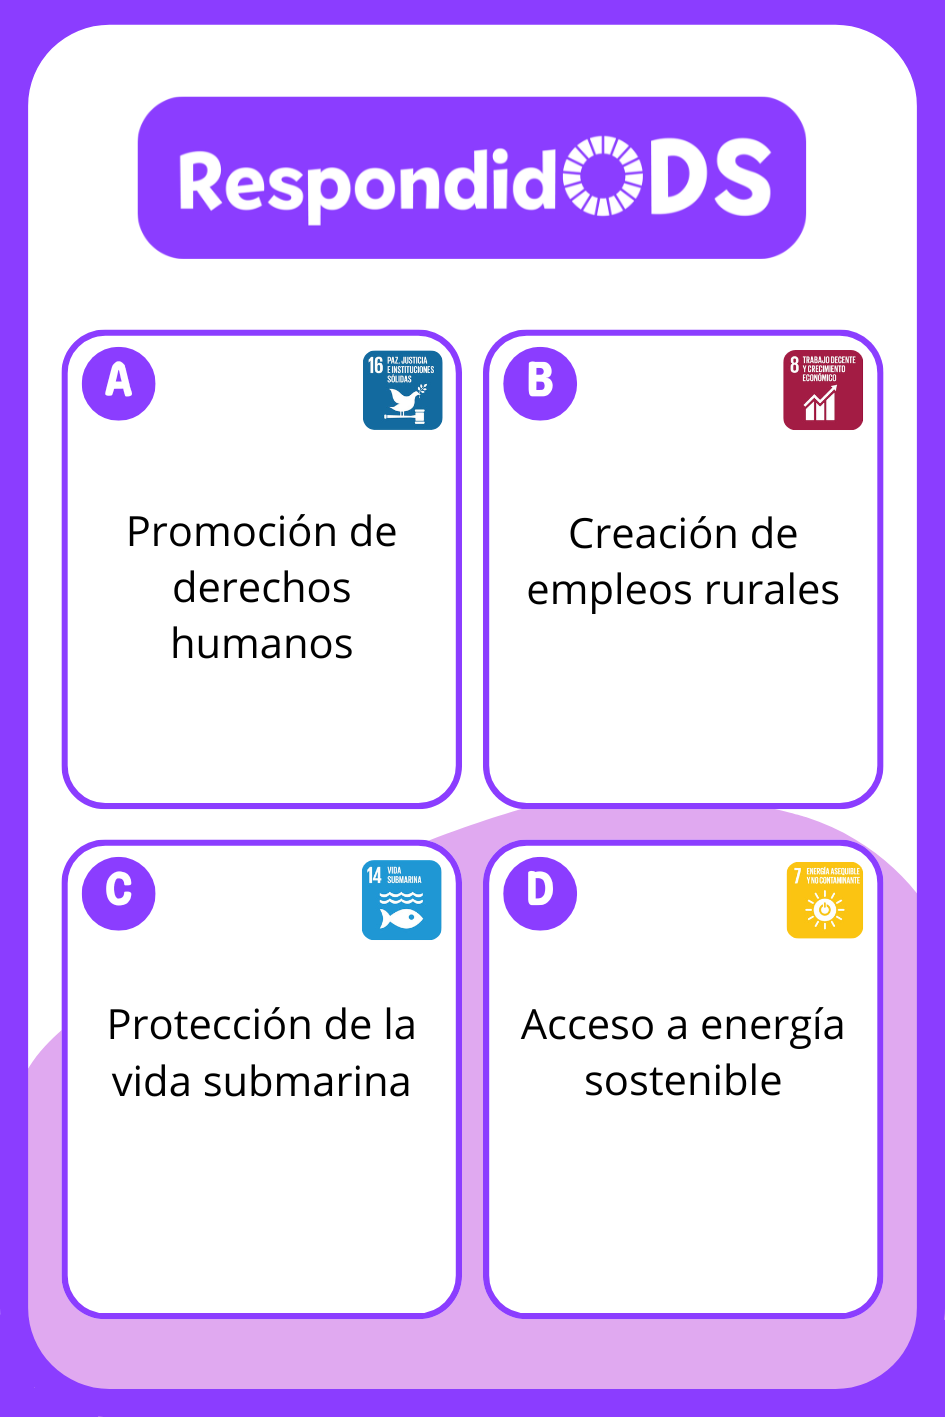 RespondidODS
A
16 PAZ, JUSTICIA
E INSTITUCIONES
SÓLIDAS
Promoción de
derechos
humanos
B
8 TRABAJO DECENTE
Y CRECIMIENTO
ECONÓMICO
Creación de
empleos rurales
C
14 VIDA
SUBMARINA
Protección de la
vida submarina
D
7 ENERGÍA ASEQUIBLE
Y NO CONTAMINANTE
Acceso a energía
sostenible